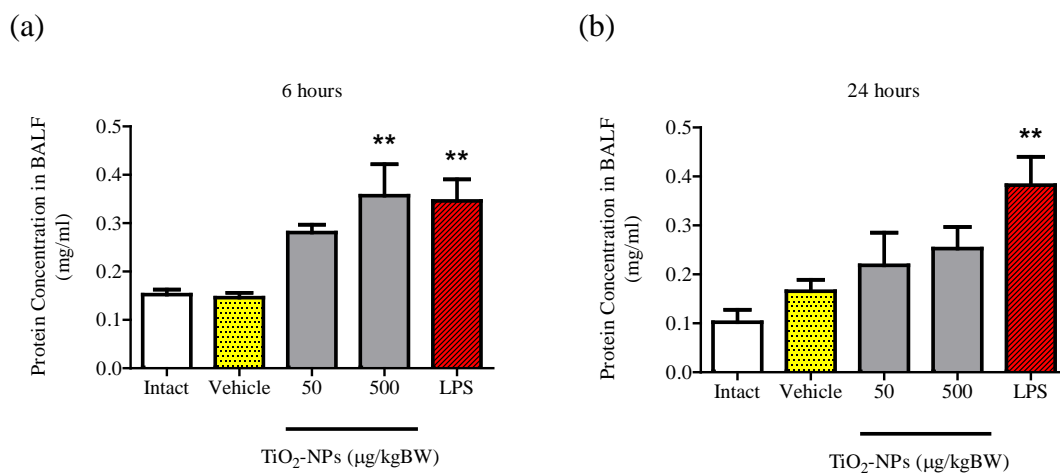 (a)
6 hours
Protein Concentration in BALF
(mg/ml)
0.5
0.4
0.3
0.2
0.1
0.0
** **
Intact Vehicle 50 500 LPS
TiO₂-NPs (μg/kgBW)
(b)
24 hours
Protein Concentration in BALF
(mg/ml)
0.5
0.4
0.3
0.2
0.1
0.0
**
Intact Vehicle 50 500 LPS
TiO₂-NPs (μg/kgBW)